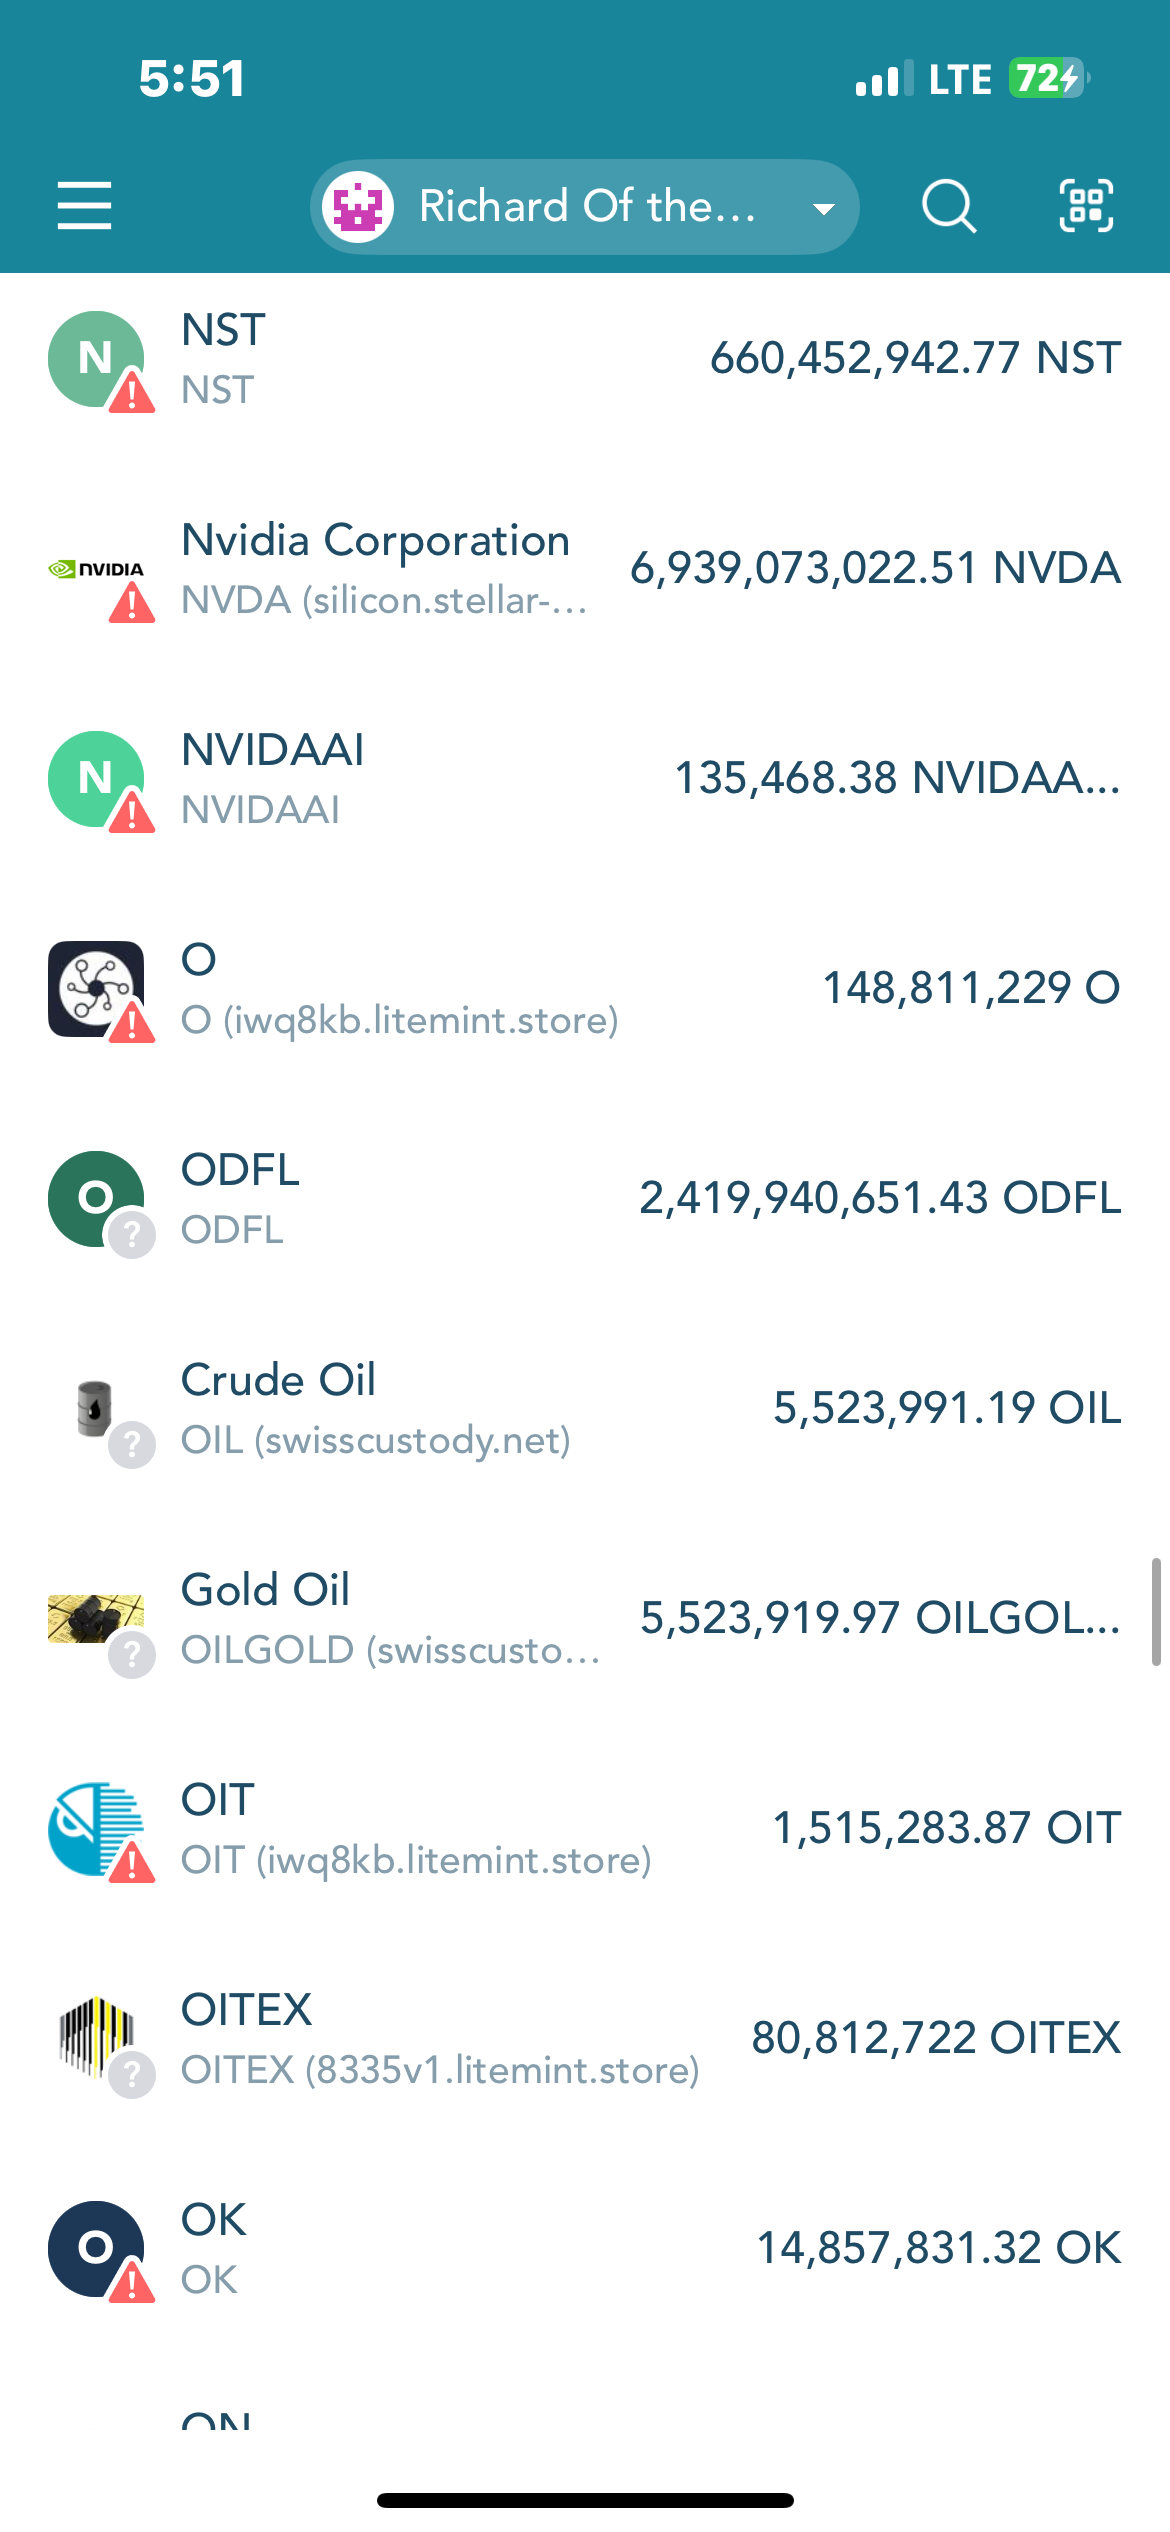 5:51
LTE 72
Richard Of the...
N
NST
NST
660,452,942.77 NST
NVIDIA
Nvidia Corporation
NVDA (silicon.stellar-...
6,939,073,022.51 NVDA
N
NVIDAAI
NVIDAAI
135,468.38 NVIDAA...
O
O (iwq8kb.litemint.store)
148,811,229 O
O
ODFL
ODFL
2,419,940,651.43 ODFL
Crude Oil
OIL (swisscustody.net)
5,523,991.19 OIL
Gold Oil
OILGOLD (swisscusto...
5,523,919.97 OILGOL...
OIT
OIT (iwq8kb.litemint.store)
1,515,283.87 OIT
OITEX
OITEX (8335v1.litemint.store)
80,812,722 OITEX
O
OK
OK
14,857,831.32 OK
ON